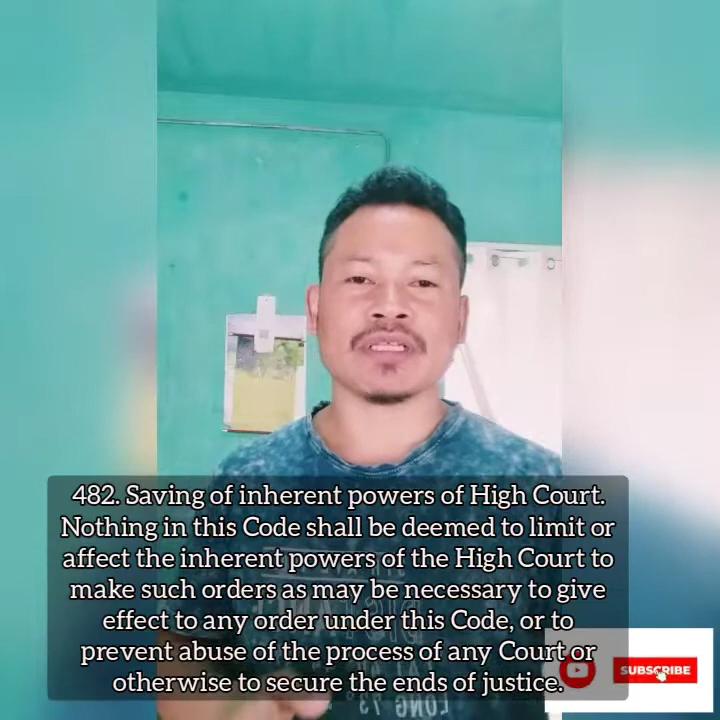 482. Saving of inherent powers of High Court.
Nothing in this Code shall be deemed to limit or
affect the inherent powers of the High Court to
make such orders as may be necessary to give
effect to any order under this Code, or to
prevent abuse of the process of any Court or
otherwise to secure the ends of justice.
SUBSCRIBE